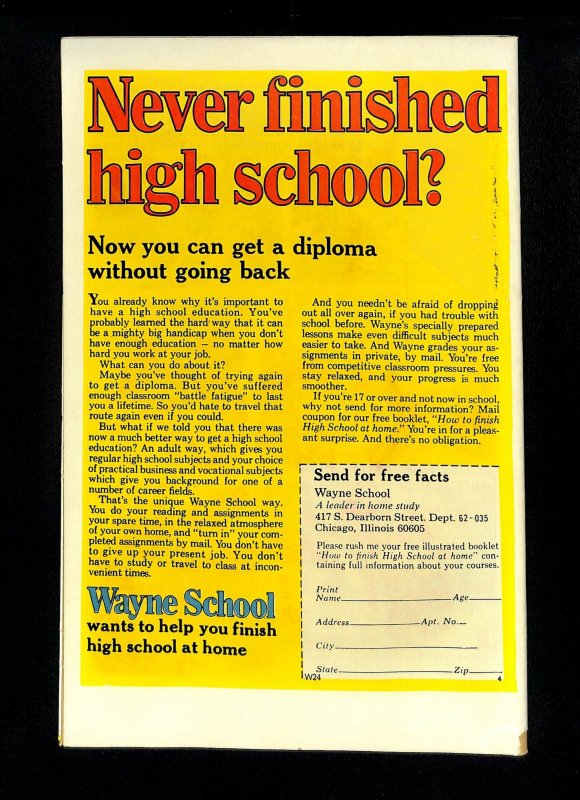 Never finished
high school?
Now you can get a diploma
without going back
You already know why it's important to
have a high school education. You've
probably learned the hard way that it can
be a mighty big handicap when you don't
have enough education – no matter how
hard you work at your job.
What can you do about it?
Maybe you've thought of trying again
to get a diploma. But you've suffered
enough classroom "battle fatigue" to last
you a lifetime. So you'd hate to travel that
route again even if you could.
But what if we told you that there was
now a much better way to get a high school
education? An adult way, which gives you
regular high school subjects and your choice
of practical business and vocational subjects
which give you background for one of a
number of career fields.
That's the unique Wayne School way.
You do your reading and assignments in
your spare time, in the relaxed atmosphere
of your own home, and "turn in" your com-
pleted assignments by mail. You don't have
to give up your present job. You don't
have to study or travel to class at incon-
venient times.
Wayne School
wants to help you finish
high school at home
And you needn't be afraid of dropping
out all over again, if you had trouble with
school before. Wayne's specially prepared
lessons make even difficult subjects much
easier to take. And Wayne grades your as-
signments in private, by mail. You're free
from competitive classroom pressures. You
stay relaxed, and your progress is much
smoother.
If you're 17 or over and not now in school,
why not send for more information? Mail
coupon for our free booklet, "How to finish
High School at home." You're in for a pleas-
ant surprise. And there's no obligation.
Send for free facts
Wayne School
A leader in home study
417 S. Dearborn Street. Dept. 62-035
Chicago, Illinois 60605
Please rush me your free illustrated booklet
"How to finish High School at home" con-
taining full information about your courses.
Print
Name Age
Address Apt. No.
City
State Zip
W24 4